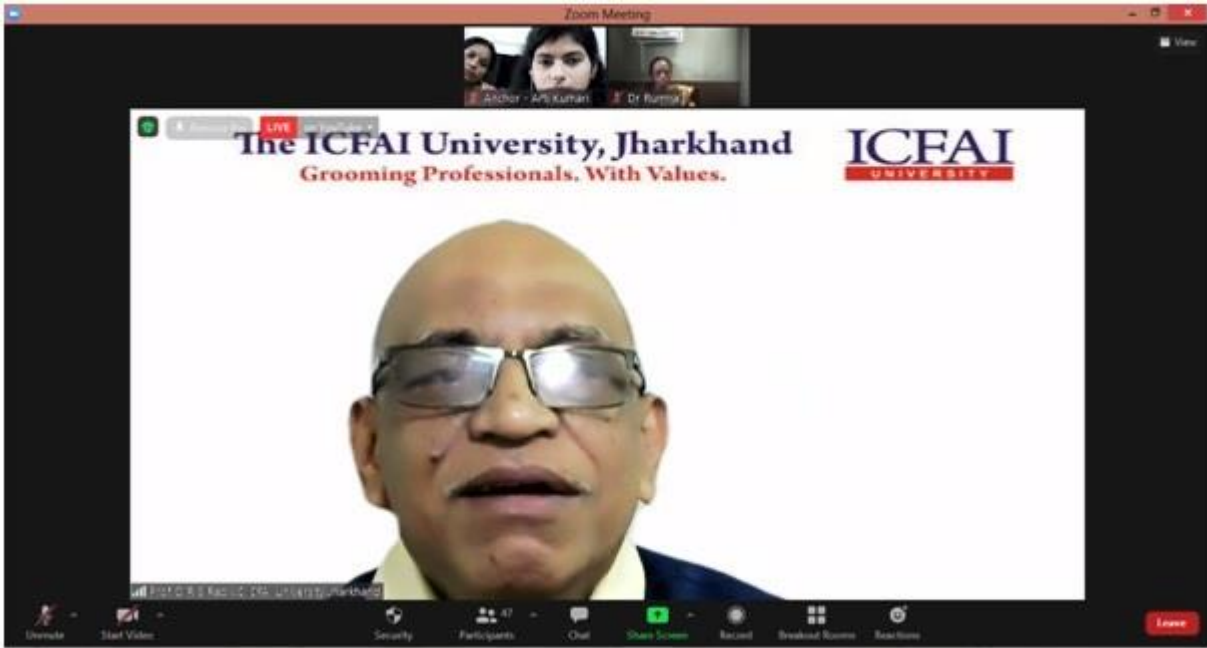 Zoom Meeting
View
Anchor - Arti Kumari
Dr Rumna
LIVE
The ICFAI University, Jharkhand
Grooming Professionals. With Values.
ICFAI
UNIVERSITY
Jharkhand
Unmute
Start Video
Security
47
Participants
Chat
Share Screen
Record
Breakout Rooms
Reactions
Leave